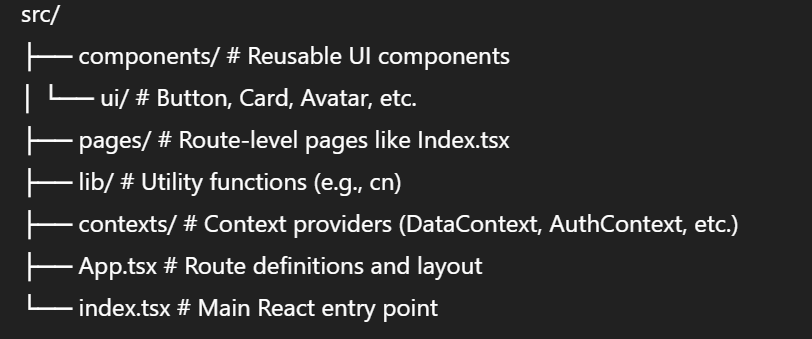 src/
├── components/ # Reusable UI components
│ └── ui/ # Button, Card, Avatar, etc.
├── pages/ # Route-level pages like Index.tsx
├── lib/ # Utility functions (e.g., cn)
├── contexts/ # Context providers (DataContext, AuthContext, etc.)
├── App.tsx # Route definitions and layout
└── index.tsx # Main React entry point